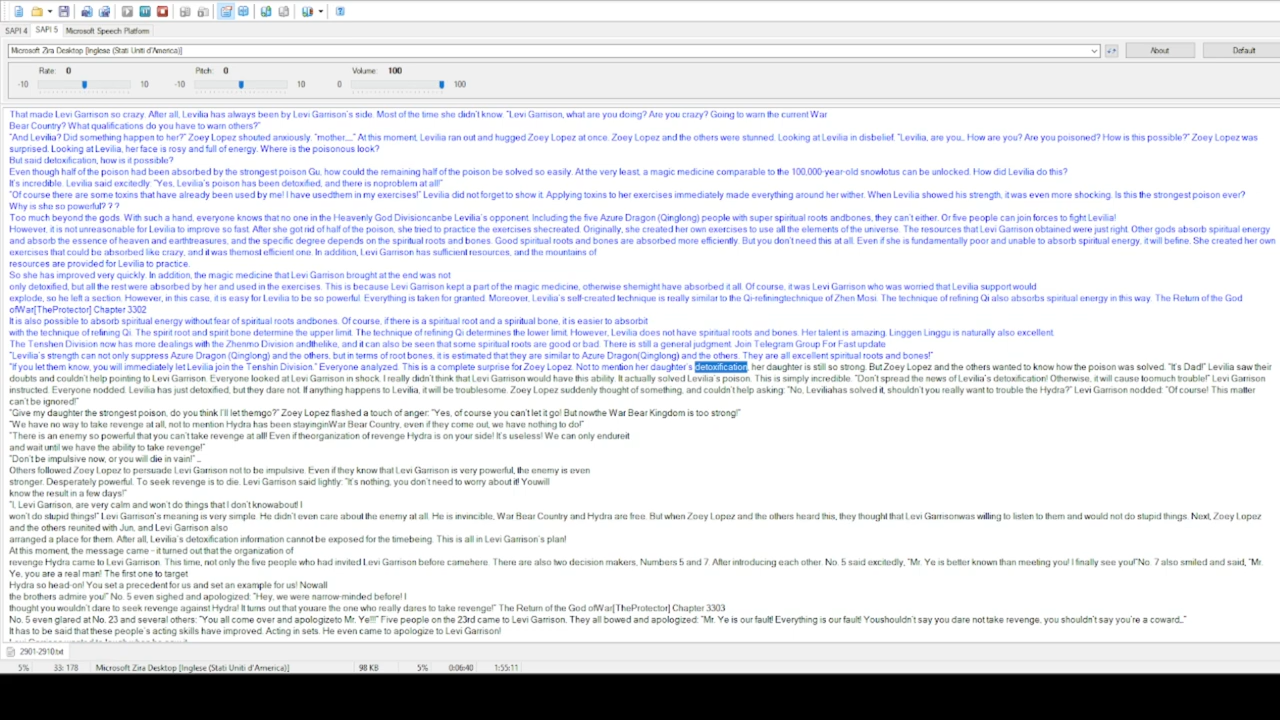 SAPI 4 SAPI 5 Microsoft Speech Platform
Microsoft Zira Desktop [Inglese (Stati Uniti d'America)] About Default
Rate: 0 Pitch: 0 Volume: 100
-10 10 -10 10 0 100
That made Levi Garrison so crazy. After all, Levilia has always been by Levi Garrison's side. Most of the time she didn't know. "Levi Garrison, what are you doing? Are you crazy? Going to warn the current War
Bear Country? What qualifications do you have to warn others?"
"And Levilia? Did something happen to her?" Zoey Lopez shouted anxiously. "mother....." At this moment, Levilia ran out and hugged Zoey Lopez at once. Zoey Lopez and the others were stunned. Looking at Levilia in disbelief. "Levilia, are you,. How are you? Are you poisoned? How is this possible?" Zoey Lopez was
surprised. Looking at Levilia, her face is rosy and full of energy. Where is the poisonous look?
But said detoxification, how is it possible?
Even though half of the poison had been absorbed by the strongest poison Gu, how could the remaining half of the poison be solved so easily. At the very least, a magic medicine comparable to the 100,000-year-old snowlotus can be unlocked. How did Levilia do this?
It's incredible. Levilia said excitedly: "Yes, Levilia's poison has been detoxified, and there is noproblem at all!"
"Of course there are some toxins that have already been used by me! I have usedthem in my exercises!" Levilia did not forget to show it. Applying toxins to her exercises immediately made everything around her wither. When Levilia showed his strength, it was even more shocking. Is this the strongest poison ever?
Why is she so powerful? ? ?
Too much beyond the gods. With such a hand, everyone knows that no one in the Heavenly God Divisioncanbe Levilia's opponent. Including the five Azure Dragon (Qinglong) people with super spiritual roots andbones, they can't either. Or five people can join forces to fight Levilia!
However, it is not unreasonable for Levilia to improve so fast. After she got rid of half of the poison, she tried to practice the exercises shecreated. Originally, she created her own exercises to use all the elements of the universe. The resources that Levilia obtained were just right. Other gods absorb spiritual energy
and absorb the essence of heaven and earthtreasures, and the specific degree depends on the spiritual roots and bones. Good spiritual roots and bones are absorbed more efficiently. But you don't need this at all. Even if she is fundamentally poor and unable to absorb spiritual energy, it will befine. She created her own
exercises that could be absorbed like crazy, and it was themost efficient one. In addition, Levi Garrison has sufficient resources, and the mountains of
resources are provided for Levilia to practice.
So she has improved very quickly. In addition, the magic medicine that Levi Garrison brought at the end was not
only detoxified, but all the rest were absorbed by her and used in the exercises. This is because Levi Garrison kept a part of the magic medicine, otherwise shemight have absorbed it all. Of course, it was Levi Garrison who was worried that Levilia support would
explode, so he left a section. However, in this case, it is easy for Levilia to be so powerful. Everything is taken for granted. Moreover, Levilia's self-created technique is really similar to the Qi-refiningtechnique of Zhen Mosi. The technique of refining Qi also absorbs spiritual energy in this way. The Return of the God
ofWar[TheProtector] Chapter 3302
It is also possible to absorb spiritual energy without fear of spiritual roots andbones. Of course, if there is a spiritual root and a spiritual bone, it is easier to absorbit
with the technique of refining Qi. The spirit root and spirit bone determine the upper limit. The technique of refining Qi determines the lower limit. However, Levilia does not have spiritual roots and bones. Her talent is amazing. Linggen Linggu is naturally also excellent.
The Tenshen Division now has more dealings with the Zhenmo Division andthelike, and it can also be seen that some spiritual roots are good or bad. There is still a general judgment. Join Telegram Group For Fast update
"Levilia's strength can not only suppress Azure Dragon (Qinglong) and the others, but in terms of root bones, it is estimated that they are similar to Azure Dragon(Qinglong) and the others. They are all excellent spiritual roots and bones!"
"If you let them know, you will immediately let Levilia join the Tenshin Division." Everyone analyzed. This is a complete surprise for Zoey Lopez. Not to mention her daughter's detoxification, her daughter is still so strong. But Zoey Lopez and the others wanted to know how the poison was solved. "It's Dad!" Levilia saw their
doubts and couldn't help pointing to Levi Garrison. Everyone looked at Levi Garrison in shock. I really didn't think that Levi Garrison would have this ability. It actually solved Levilia's poison. This is simply incredible. "Don't spread the news of Levilia's detoxification! Otherwise, it will cause toomuch trouble!" Levi Garrison
instructed. Everyone nodded. Levilia has just detoxified, but they dare not. If anything happens to Levilia, it will be troublesome. Zoey Lopez suddenly thought of something, and couldn't help asking: "No, Leviliahas solved it, shouldn't you really want to trouble the Hydra?" Levi Garrison nodded: "Of course! This matter
can't be ignored!"
"Give my daughter the strongest poison, do you think I'll let themgo?" Zoey Lopez flashed a touch of anger: "Yes, of course you can't let it go! But nowthe War Bear Kingdom is too strong!"
"We have no way to take revenge at all, not to mention Hydra has been stayinginWar Bear Country, even if they come out, we have nothing to do!"
"There is an enemy so powerful that you can't take revenge at all! Even if theorganization of revenge Hydra is on your side! It's useless! We can only endureit
and wait until we have the ability to take revenge!"
"Don't be impulsive now, or you will die in vain!" ..
Others followed Zoey Lopez to persuade Levi Garrison not to be impulsive. Even if they know that Levi Garrison is very powerful, the enemy is even
stronger. Desperately powerful. To seek revenge is to die. Levi Garrison said lightly: "It's nothing, you don't need to worry about it! Youwill
know the result in a few days!"
"I, Levi Garrison, are very calm and won't do things that I don't knowabout! I
won't do stupid things!" Levi Garrison's meaning is very simple. He didn't even care about the enemy at all. He is invincible, War Bear Country and Hydra are free. But when Zoey Lopez and the others heard this, they thought that Levi Garrisonwas willing to listen to them and would not do stupid things. Next, Zoey Lopez
and the others reunited with Jun, and Levi Garrison also
arranged a place for them. After all, Levilia's detoxification information cannot be exposed for the timebeing. This is all in Levi Garrison's plan!
At this moment, the message came - it turned out that the organization of
revenge Hydra came to Levi Garrison. This time, not only the five people who had invited Levi Garrison before camehere. There are also two decision makers, Numbers 5 and 7. After introducing each other. No. 5 said excitedly, "Mr. Ye is better known than meeting you! I finally see you!"No. 7 also smiled and said, "Mr.
Ye, you are a real man! The first one to target
Hydra so head-on! You set a precedent for us and set an example for us! Nowall
the brothers admire you!" No. 5 even sighed and apologized: "Hey, we were narrow-minded before! I
thought you wouldn't dare to seek revenge against Hydra! It turns out that youare the one who really dares to take revenge!" The Return of the God ofWar[TheProtector] Chapter 3303
No. 5 even glared at No. 23 and several others: "You all come over and apologizeto Mr. Ye!!!" Five people on the 23rd came to Levi Garrison. They all bowed and apologized: "Mr. Ye is our fault! Everything is our fault! Youshouldn't say you dare not take revenge, you shouldn't say you're a coward..."
It has to be said that these people's acting skills have improved. Acting in sets. He even came to apologize to Levi Garrison!
2901-2910.txt
5% 33: 178 Microsoft Zira Desktop [Inglese (Stati Uniti d'America)] 98 KB 5% 0:06:40 1:55:11